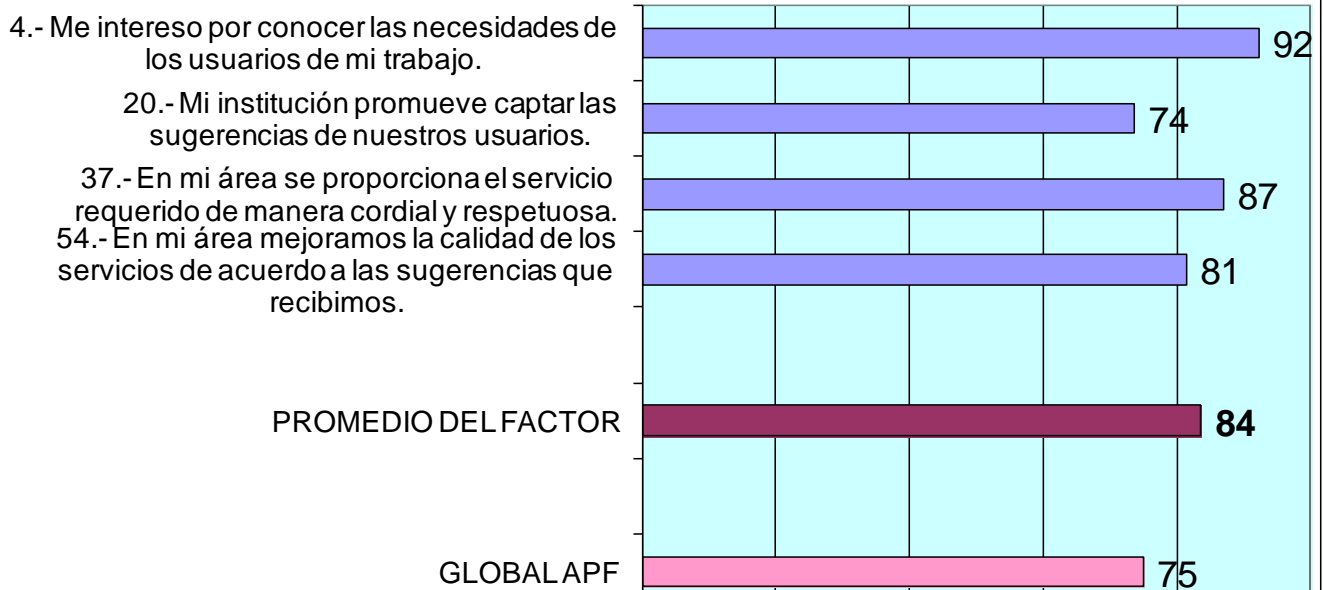 4.- Me intereso por conocer las necesidades de
los usuarios de mi trabajo.
92
20.- Mi institución promueve captar las
sugerencias de nuestros usuarios.
74
37.- En mi área se proporciona el servicio
requerido de manera cordial y respetuosa.
87
54.- En mi área mejoramos la calidad de los
servicios de acuerdo a las sugerencias que
recibimos.
81
PROMEDIO DEL FACTOR
84
GLOBAL APF
75